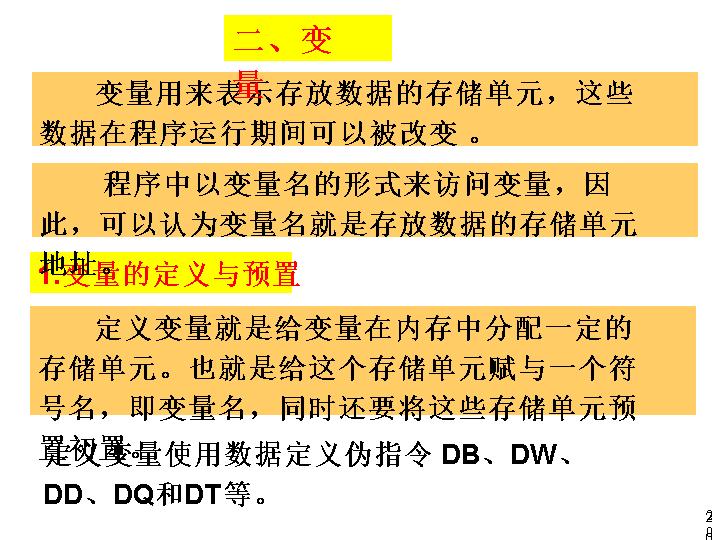 二、变
量
变量用来表示存放数据的存储单元，这些
数据在程序运行期间可以被改变 。
程序中以变量名的形式来访问变量，因
此，可以认为变量名就是存放数据的存储单元
地址。
1.变量的定义与预置
定义变量就是给变量在内存中分配一定的
存储单元。也就是给这个存储单元赋与一个符
号名，即变量名，同时还要将这些存储单元预
置初置。
定义变量使用数据定义伪指令 DB、DW、
DD、DQ和DT等。